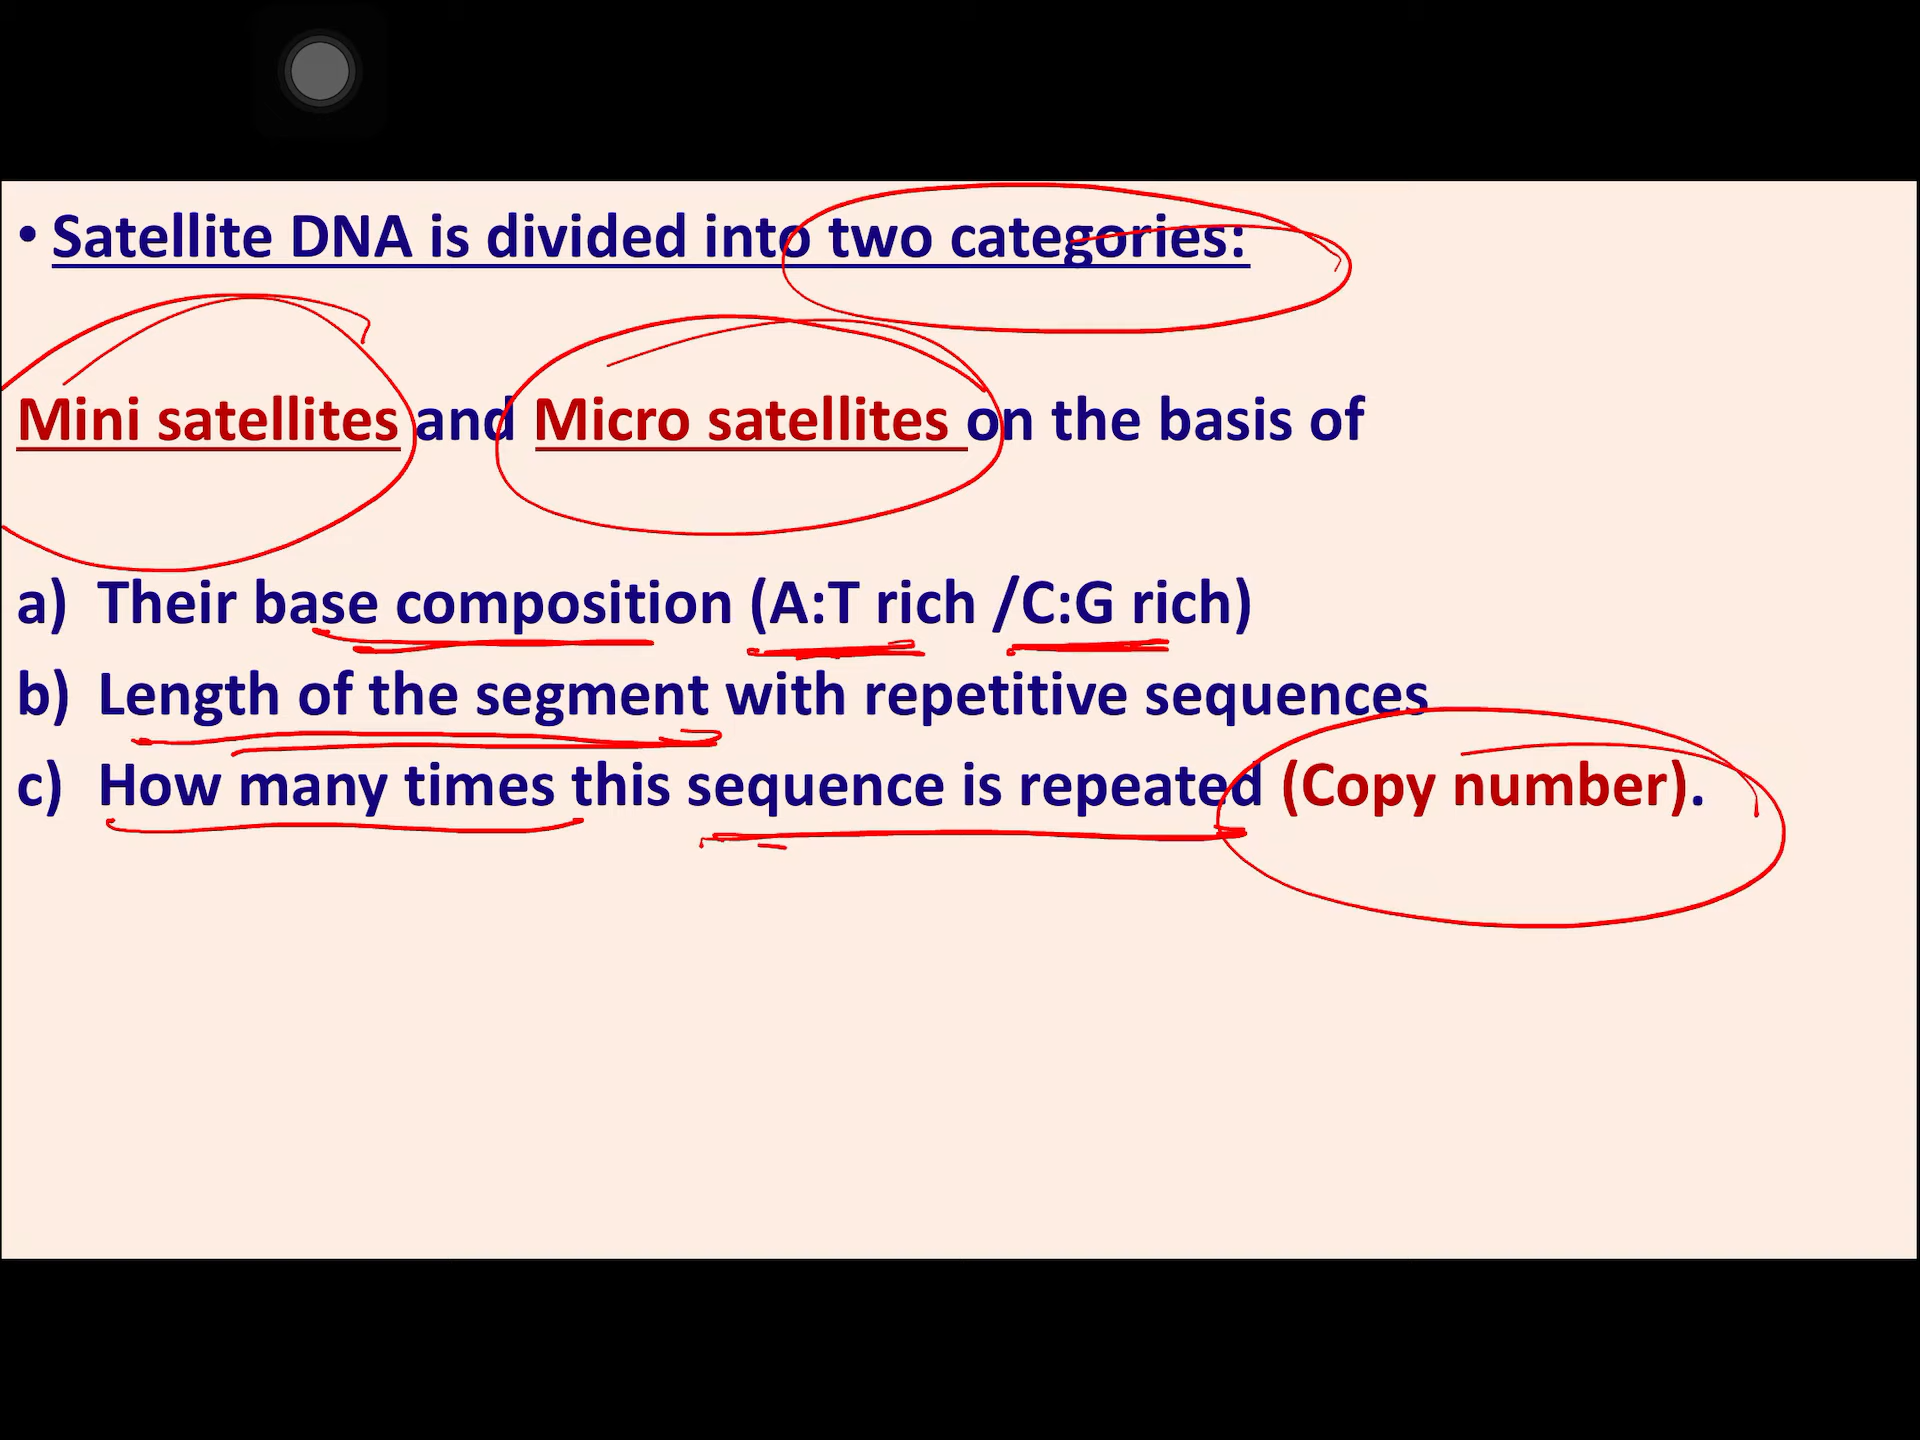 • Satellite DNA is divided into two categories:
Mini satellites and Micro satellites on the basis of
a) Their base composition (A:T rich /C:G rich)
b) Length of the segment with repetitive sequences
c) How many times this sequence is repeated (Copy number).